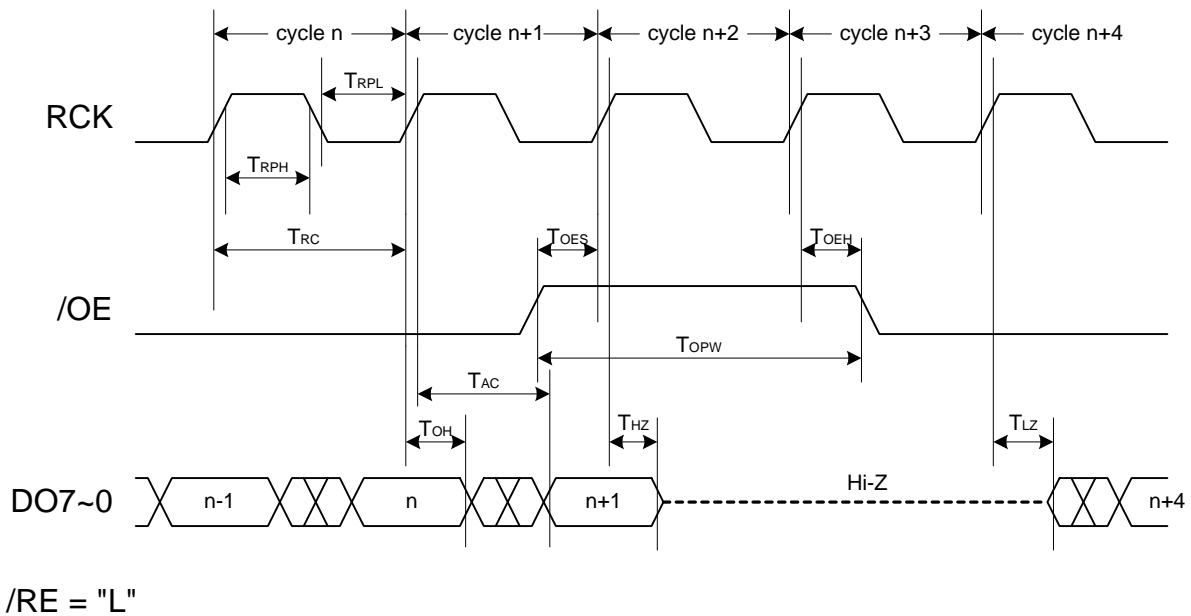 cycle n
cycle n+1
cycle n+2
cycle n+3
cycle n+4
TRPL
RCK
TRPH
TRC
TOES
TOEH
/OE
TOPW
TAC
TOH
THZ
TLZ
DO7~0
n-1
n
n+1
Hi-Z
n+4
/RE = "L"